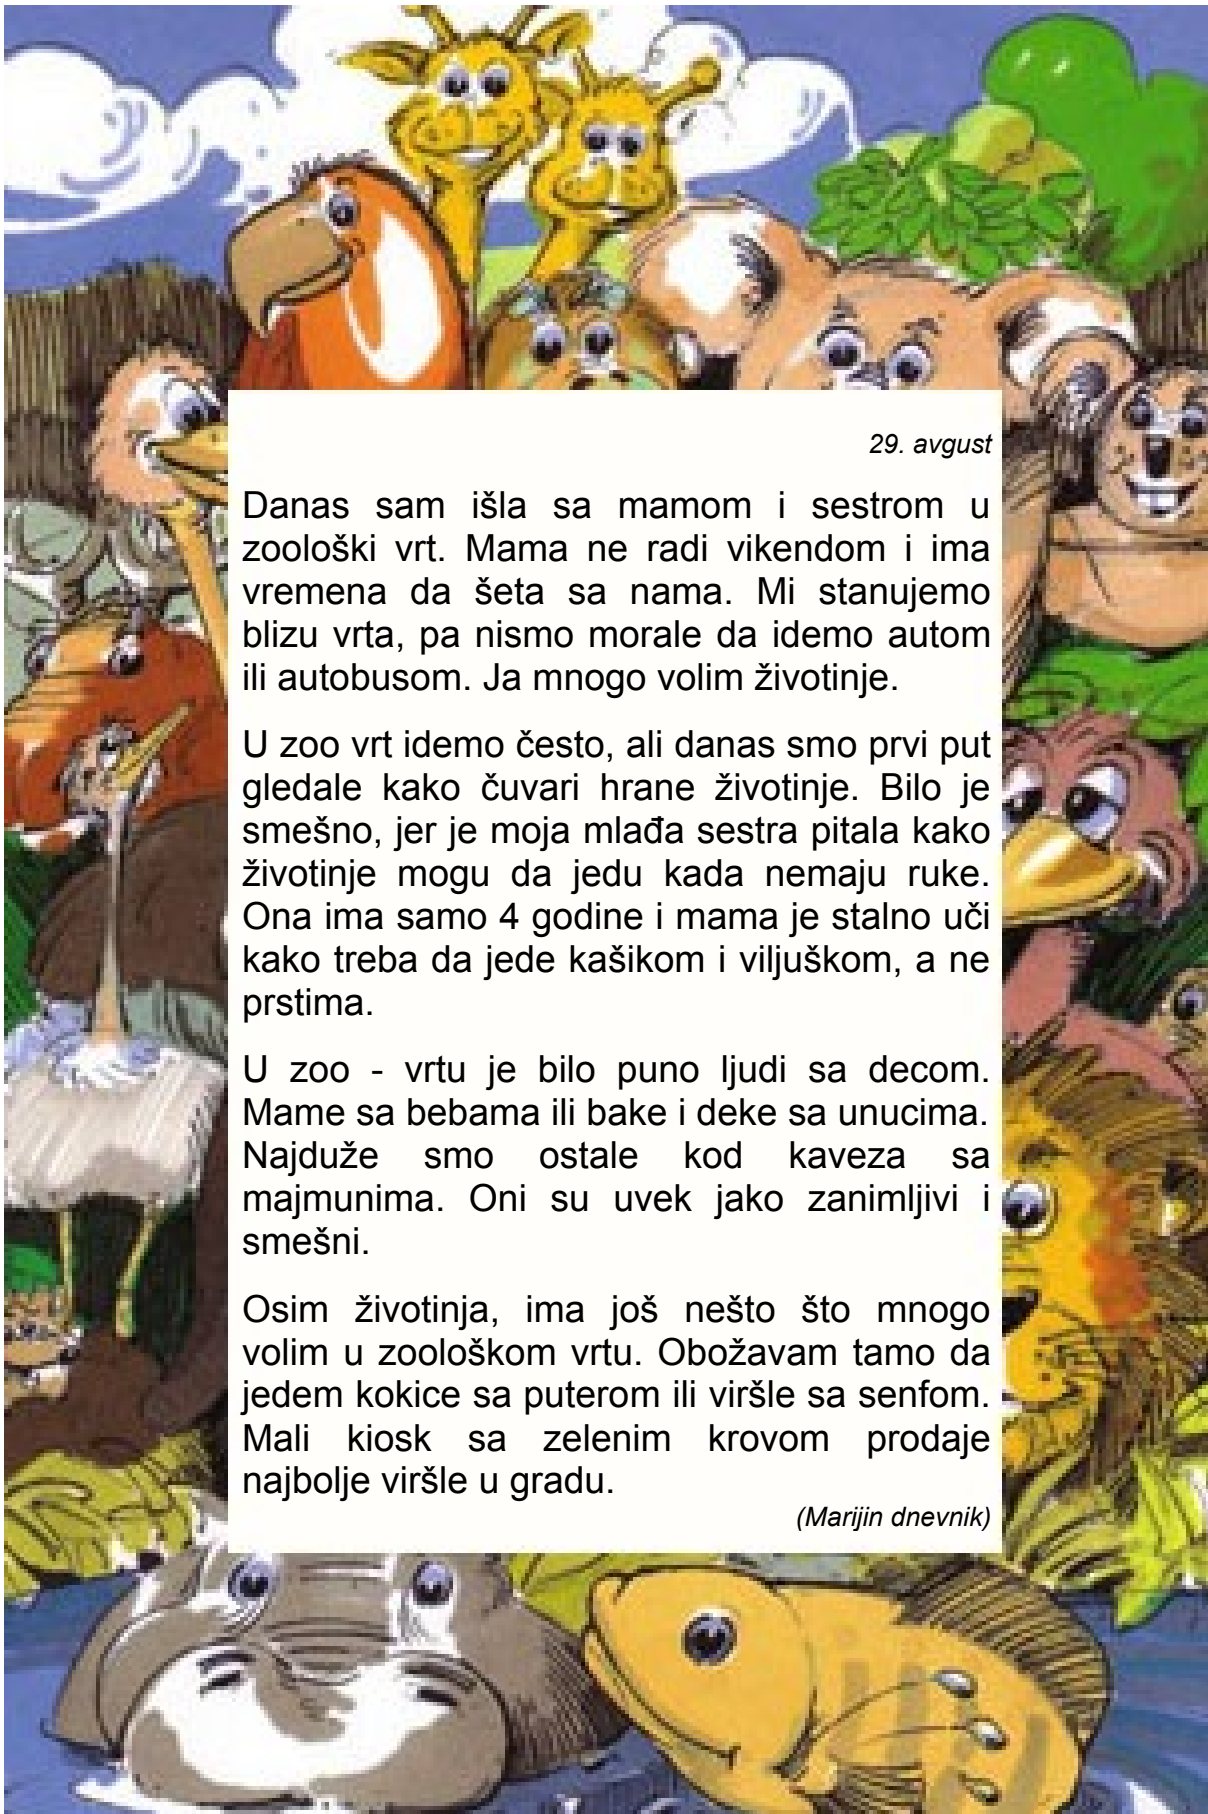 29. avgust
Danas sam išla sa mamom i sestrom u
zoološki vrt. Mama ne radi vikendom i ima
vremena da šeta sa nama. Mi stanujemo
blizu vrta, pa nismo morale da idemo autom
ili autobusom. Ja mnogo volim životinje.
U zoo vrt idemo često, ali danas smo prvi put
gledale kako čuvari hrane životinje. Bilo je
smešno, jer je moja mlađa sestra pitala kako
životinje mogu da jedu kada nemaju ruke.
Ona ima samo 4 godine i mama je stalno uči
kako treba da jede kašikom i viljuškom, a ne
prstima.
U zoo - vrtu je bilo puno ljudi sa decom.
Mame sa bebama ili bake i deke sa unucima.
Najduže smo ostale kod kaveza sa
majmunima. Oni su uvek jako zanimljivi i
smešni.
Osim životinja, ima još nešto što mnogo
volim u zoološkom vrtu. Obožavam tamo da
jedem kokice sa puterom ili viršle sa senfom.
Mali kiosk sa zelenim krovom prodaje
najbolje viršle u gradu.
(Marijin dnevnik)